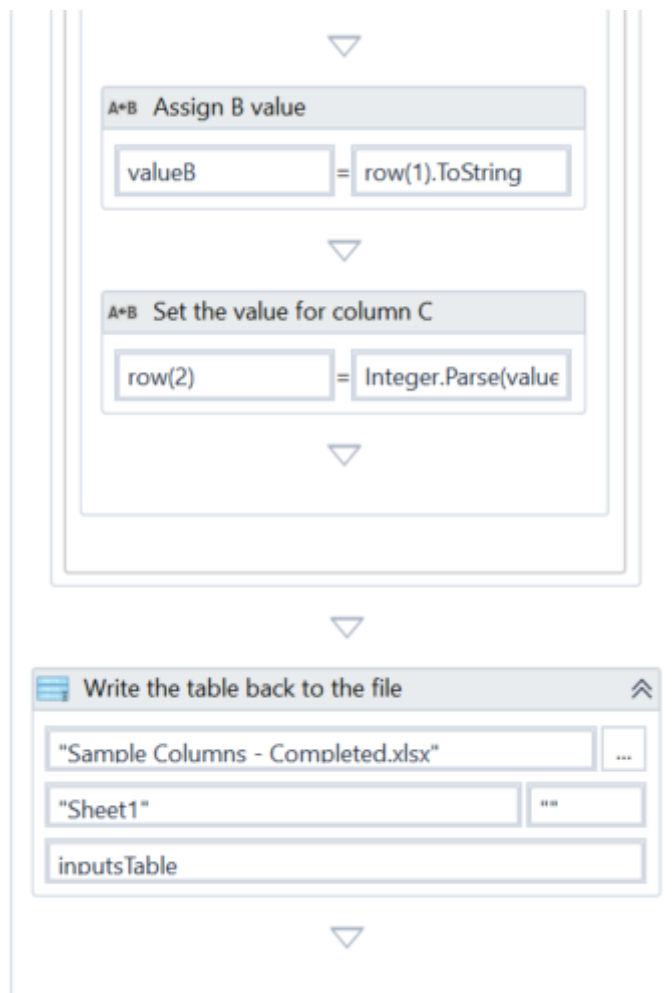 A+B Assign B value
valueB = row(1).ToString
A+B Set the value for column C
row(2) = Integer.Parse(value
Write the table back to the file
"Sample Columns - Completed.xlsx" ...
"Sheet1" ""
inputsTable